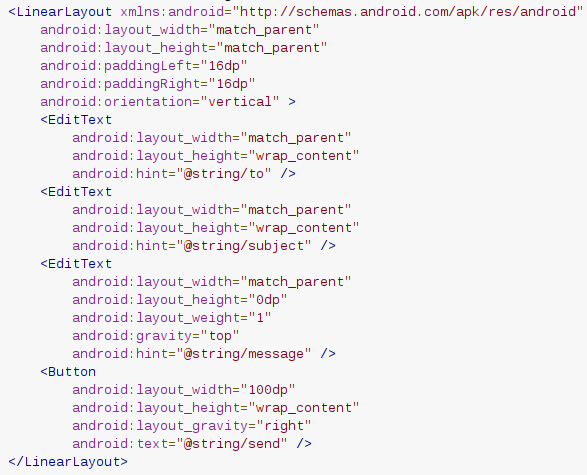 <LinearLayout xmlns:android="http://schemas.android.com/apk/res/android"
    android:layout_width="match_parent"
    android:layout_height="match_parent"
    android:paddingLeft="16dp"
    android:paddingRight="16dp"
    android:orientation="vertical" >
    <EditText
        android:layout_width="match_parent"
        android:layout_height="wrap_content"
        android:hint="@string/to" />
    <EditText
        android:layout_width="match_parent"
        android:layout_height="wrap_content"
        android:hint="@string/subject" />
    <EditText
        android:layout_width="match_parent"
        android:layout_height="0dp"
        android:layout_weight="1"
        android:gravity="top"
        android:hint="@string/message" />
    <Button
        android:layout_width="100dp"
        android:layout_height="wrap_content"
        android:layout_gravity="right"
        android:text="@string/send" />
</LinearLayout>